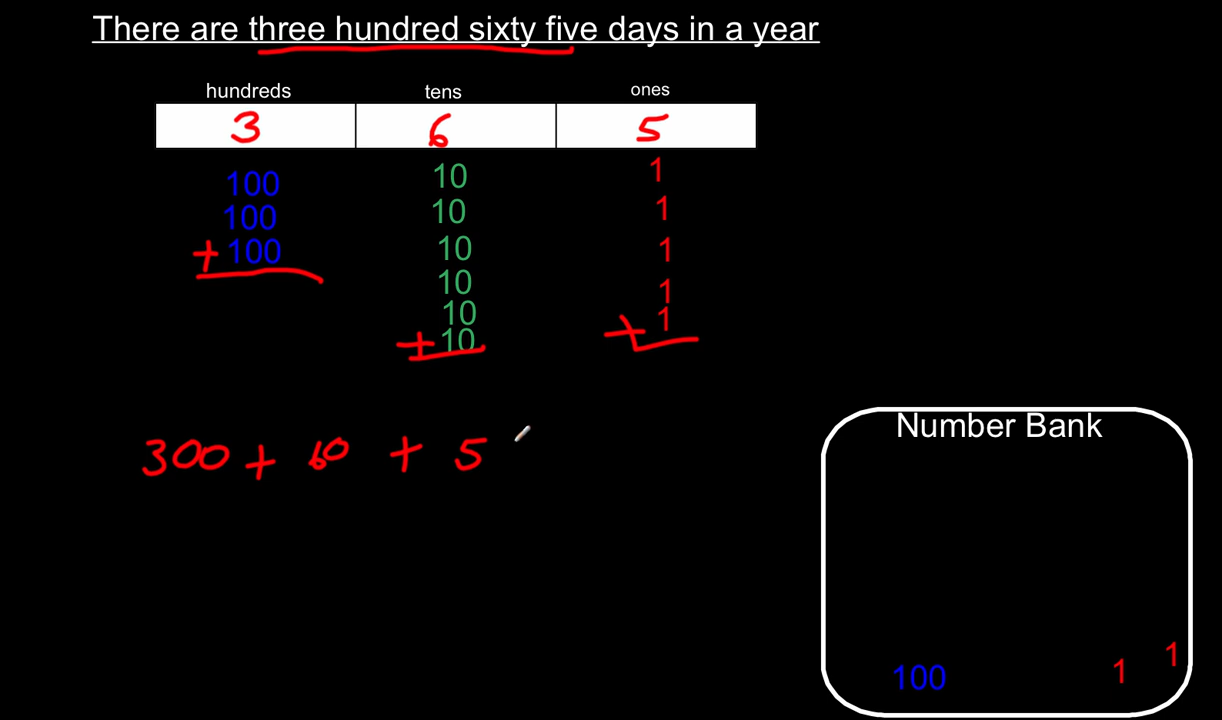 There are three hundred sixty five days in a year
hundreds tens ones
3 6 5
100 10 1
100 10 1
+ 100 10 1
10 1
10 + 1
+ 10
300 + 60 + 5
Number Bank
100 1 1